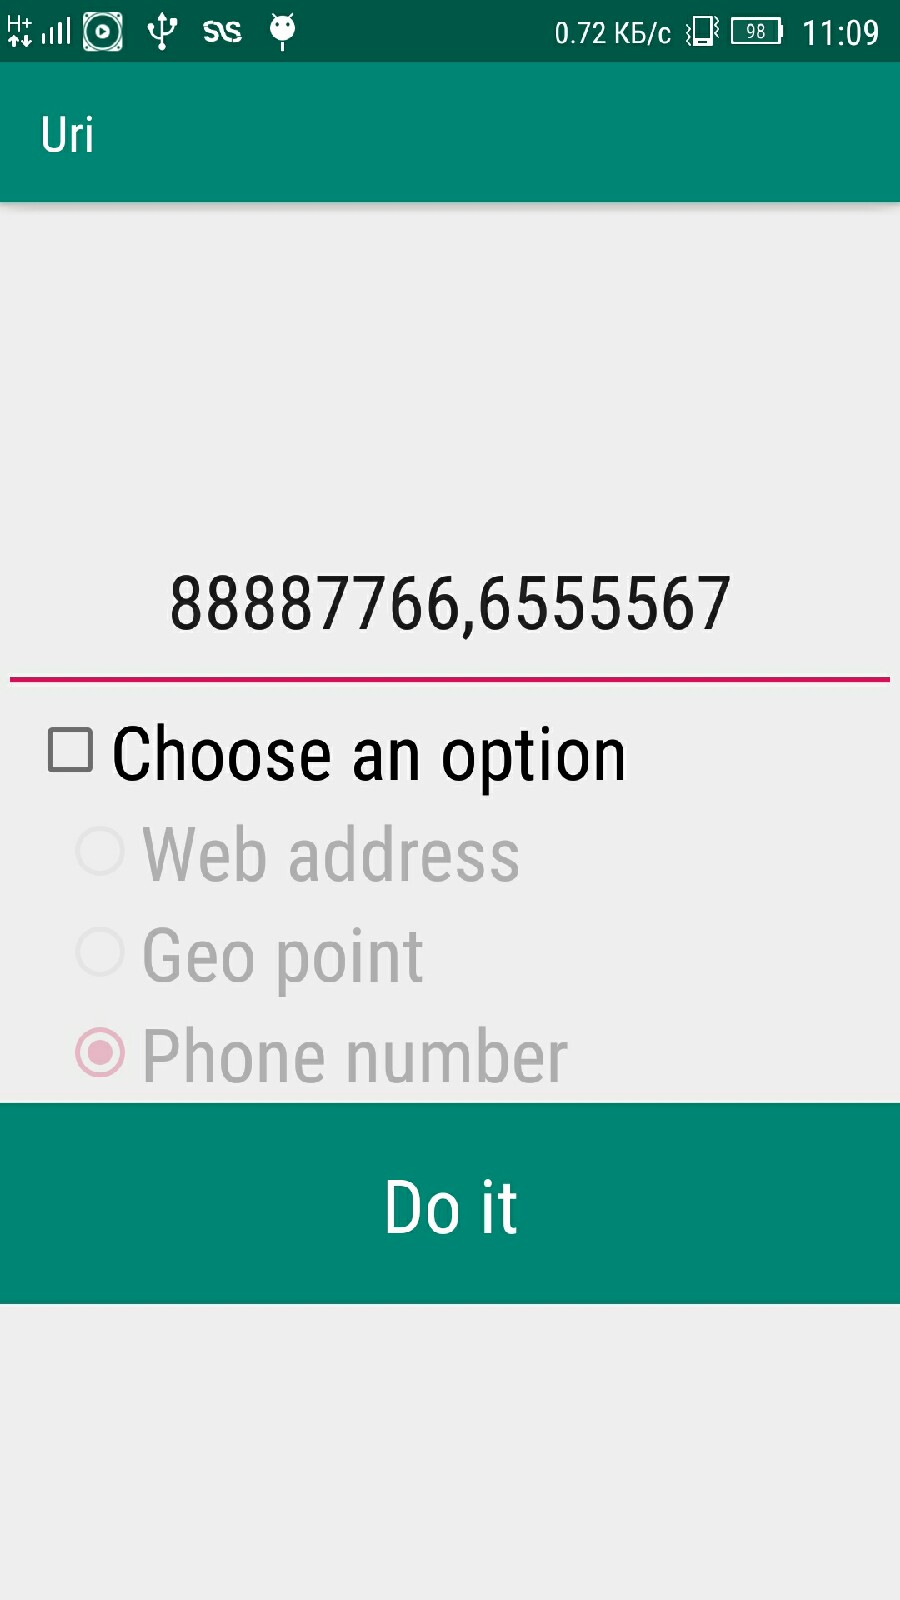 H+ 0.72 КБ/с 98 11:09
Uri
88887766,6555567
Choose an option
Web address
Geo point
Phone number
Do it